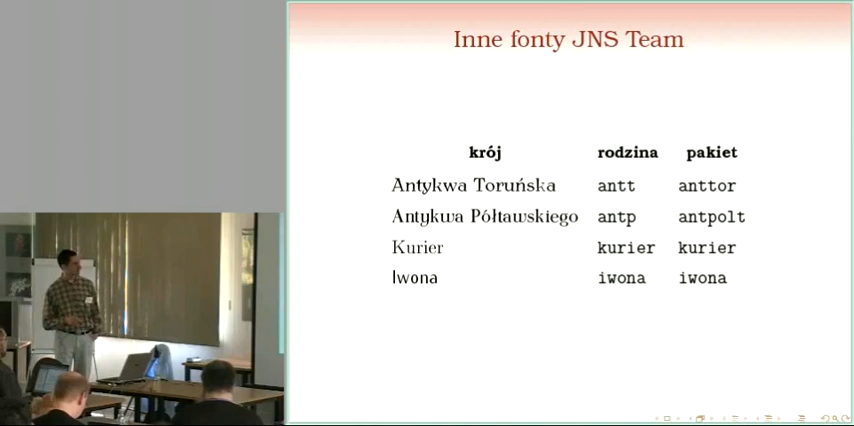 Inne fonty JNS Team
krój rodzina pakiet
Antykwa Toruńska antt anttor
Antykwa Półtawskiego antp antpolt
Kurier kurier kurier
Iwona iwona iwona